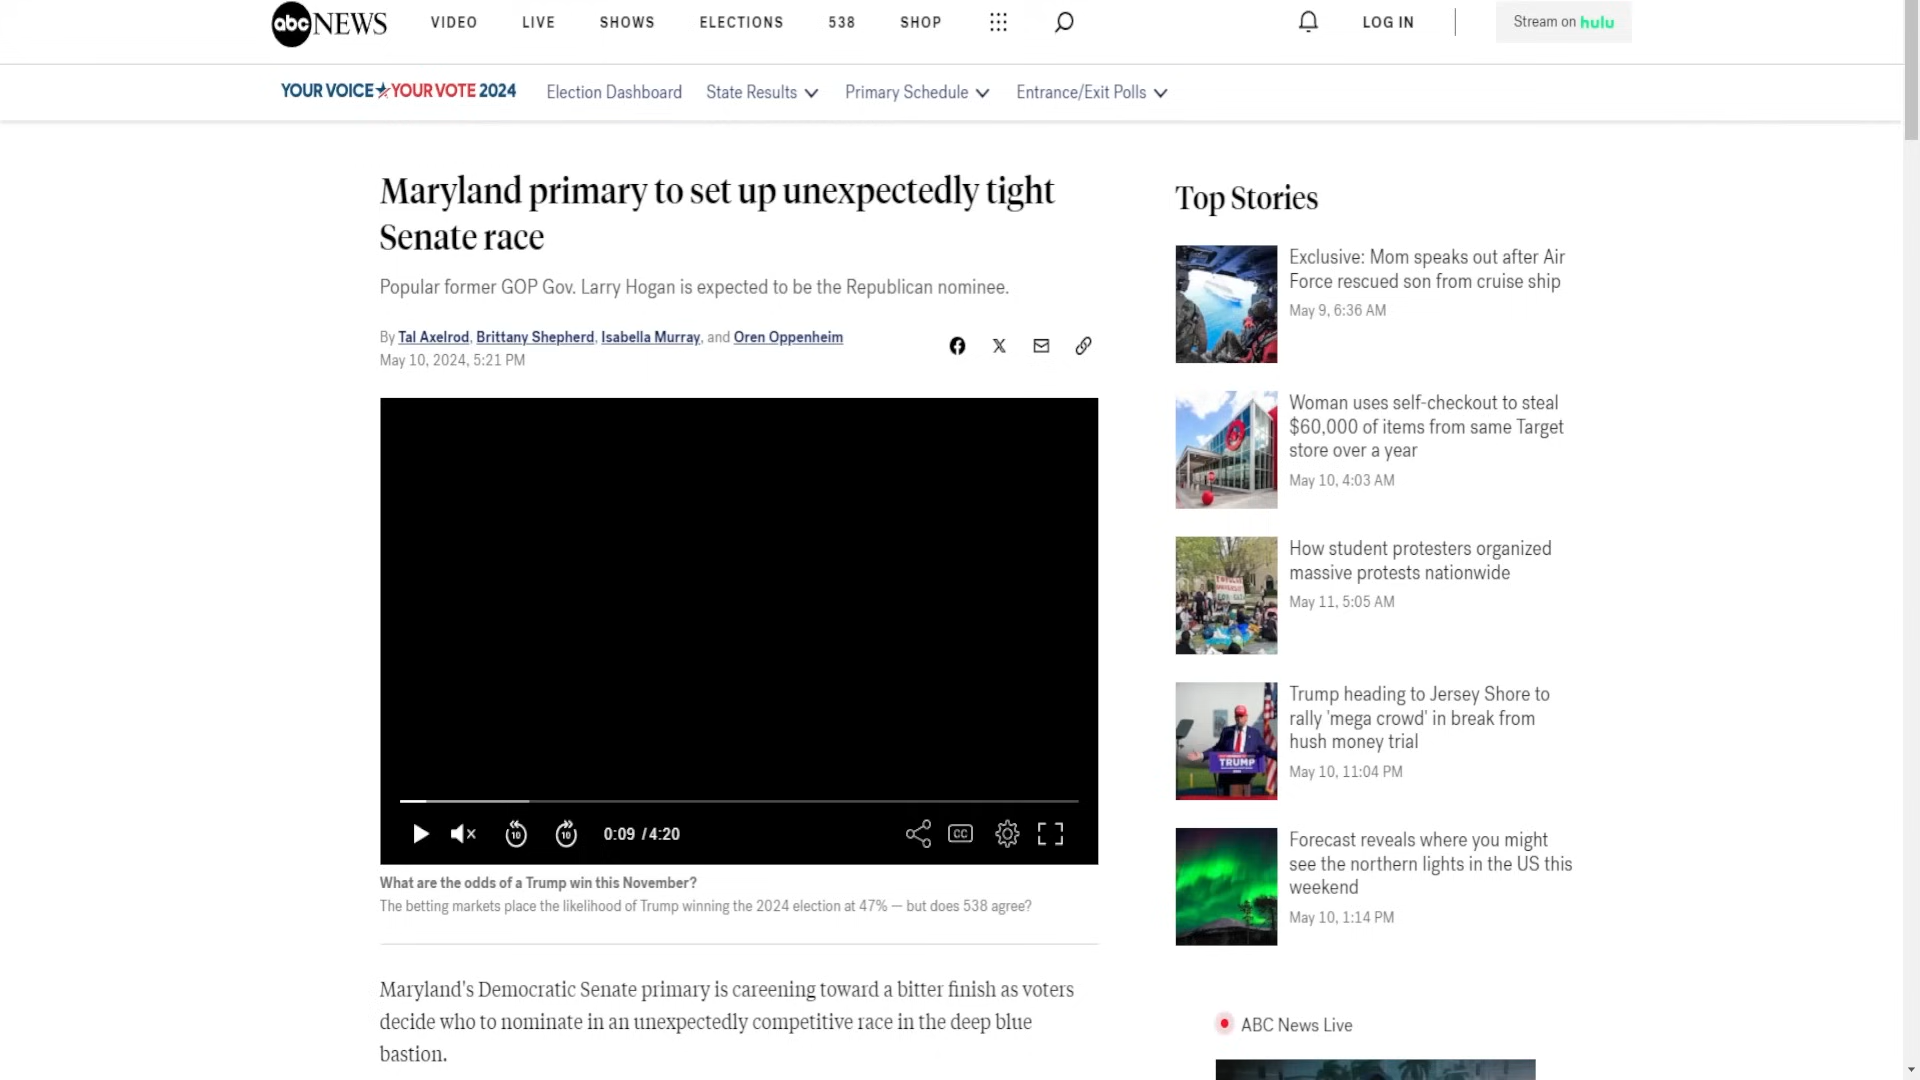 abc NEWS VIDEO LIVE SHOWS ELECTIONS 538 SHOP LOG IN Stream on hulu
YOUR VOICE YOUR VOTE 2024 Election Dashboard State Results Primary Schedule Entrance/Exit Polls
Maryland primary to set up unexpectedly tight
Senate race
Popular former GOP Gov. Larry Hogan is expected to be the Republican nominee.
By Tal Axelrod, Brittany Shepherd, Isabella Murray, and Oren Oppenheim
May 10, 2024, 5:21 PM
10 10 0:09 / 4:20 CC
What are the odds of a Trump win this November?
The betting markets place the likelihood of Trump winning the 2024 election at 47% — but does 538 agree?
Maryland's Democratic Senate primary is careening toward a bitter finish as voters
decide who to nominate in an unexpectedly competitive race in the deep blue
bastion.
Top Stories
Exclusive: Mom speaks out after Air
Force rescued son from cruise ship
May 9, 6:36 AM
Woman uses self-checkout to steal
$60,000 of items from same Target
store over a year
May 10, 4:03 AM
How student protesters organized
massive protests nationwide
May 11, 5:05 AM
TRUMP
Trump heading to Jersey Shore to
rally 'mega crowd' in break from
hush money trial
May 10, 11:04 PM
Forecast reveals where you might
see the northern lights in the US this
weekend
May 10, 1:14 PM
ABC News Live